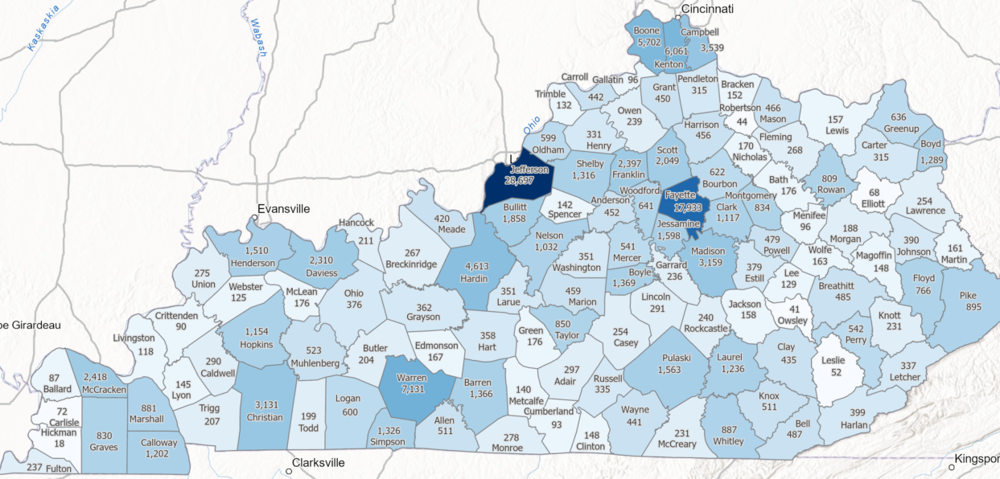 Kaskaskia
Wabash
Cincinnati
Boone
5,702
Campbell
3,539
6,061
Kenton
Carroll
442
Gallatin 96
Grant
450
Pendleton
315
Bracken
152
Trimble
132
Owen
239
Robertson
44
466
Mason
157
Lewis
636
Greenup
Ohio
599
Oldham
331
Henry
Harrison
456
Fleming
268
170
Nicholas
Carter
315
Boyd
1,289
L
Jefferson
28,697
Shelby
1,316
2,397
Franklin
Scott
2,049
622
Bourbon
Bath
176
809
Rowan
68
Elliott
254
Lawrence
Woodford
641
Fayette
17,933
Montgomery
834
Clark
1,117
Anderson
452
142
Spencer
Bullitt
1,858
Jessamine
1,598
Menifee
96
188
Morgan
Evansville
Hancock
211
420
Meade
Nelson
1,032
541
Mercer
Madison
3,159
479
Powell
Wolfe
163
Magoffin
148
390
Johnson
161
Martin
1,510
Henderson
2,310
Daviess
267
Breckinridge
4,613
Hardin
351
Washington
Boyle
1,369
Garrard
236
379
Estill
Lee
129
Breathitt
485
Floyd
766
Pike
895
275
Union
Webster
125
McLean
176
Ohio
376
362
Grayson
351
Larue
459
Marion
Lincoln
291
Jackson
158
41
Owsley
Knott
231
Crittenden
90
240
Rockcastle
850
Taylor
542
Perry
pe Girardeau
Livingston
118
1,154
Hopkins
523
Muhlenberg
Butler
204
Edmonson
167
358
Hart
Green
176
254
Casey
Pulaski
1,563
Laurel
1,236
Clay
435
Leslie
52
337
Letcher
290
Caldwell
87
Ballard
2,418
McCracken
145
Lyon
Warren
7,131
Barren
1,366
297
Adair
Russell
335
140
Metcalfe
Knox
511
881
Marshall
Trigg
207
3,131
Christian
199
Todd
Logan
600
72
Carlisle
Hickman
18
830
Graves
Calloway
1,202
1,326
Simpson
Allen
511
278
Monroe
Cumberland
93
148
Clinton
Wayne
441
231
McCreary
887
Whitley
Bell
487
399
Harlan
237 Fulton
Clarksville
Kingspor